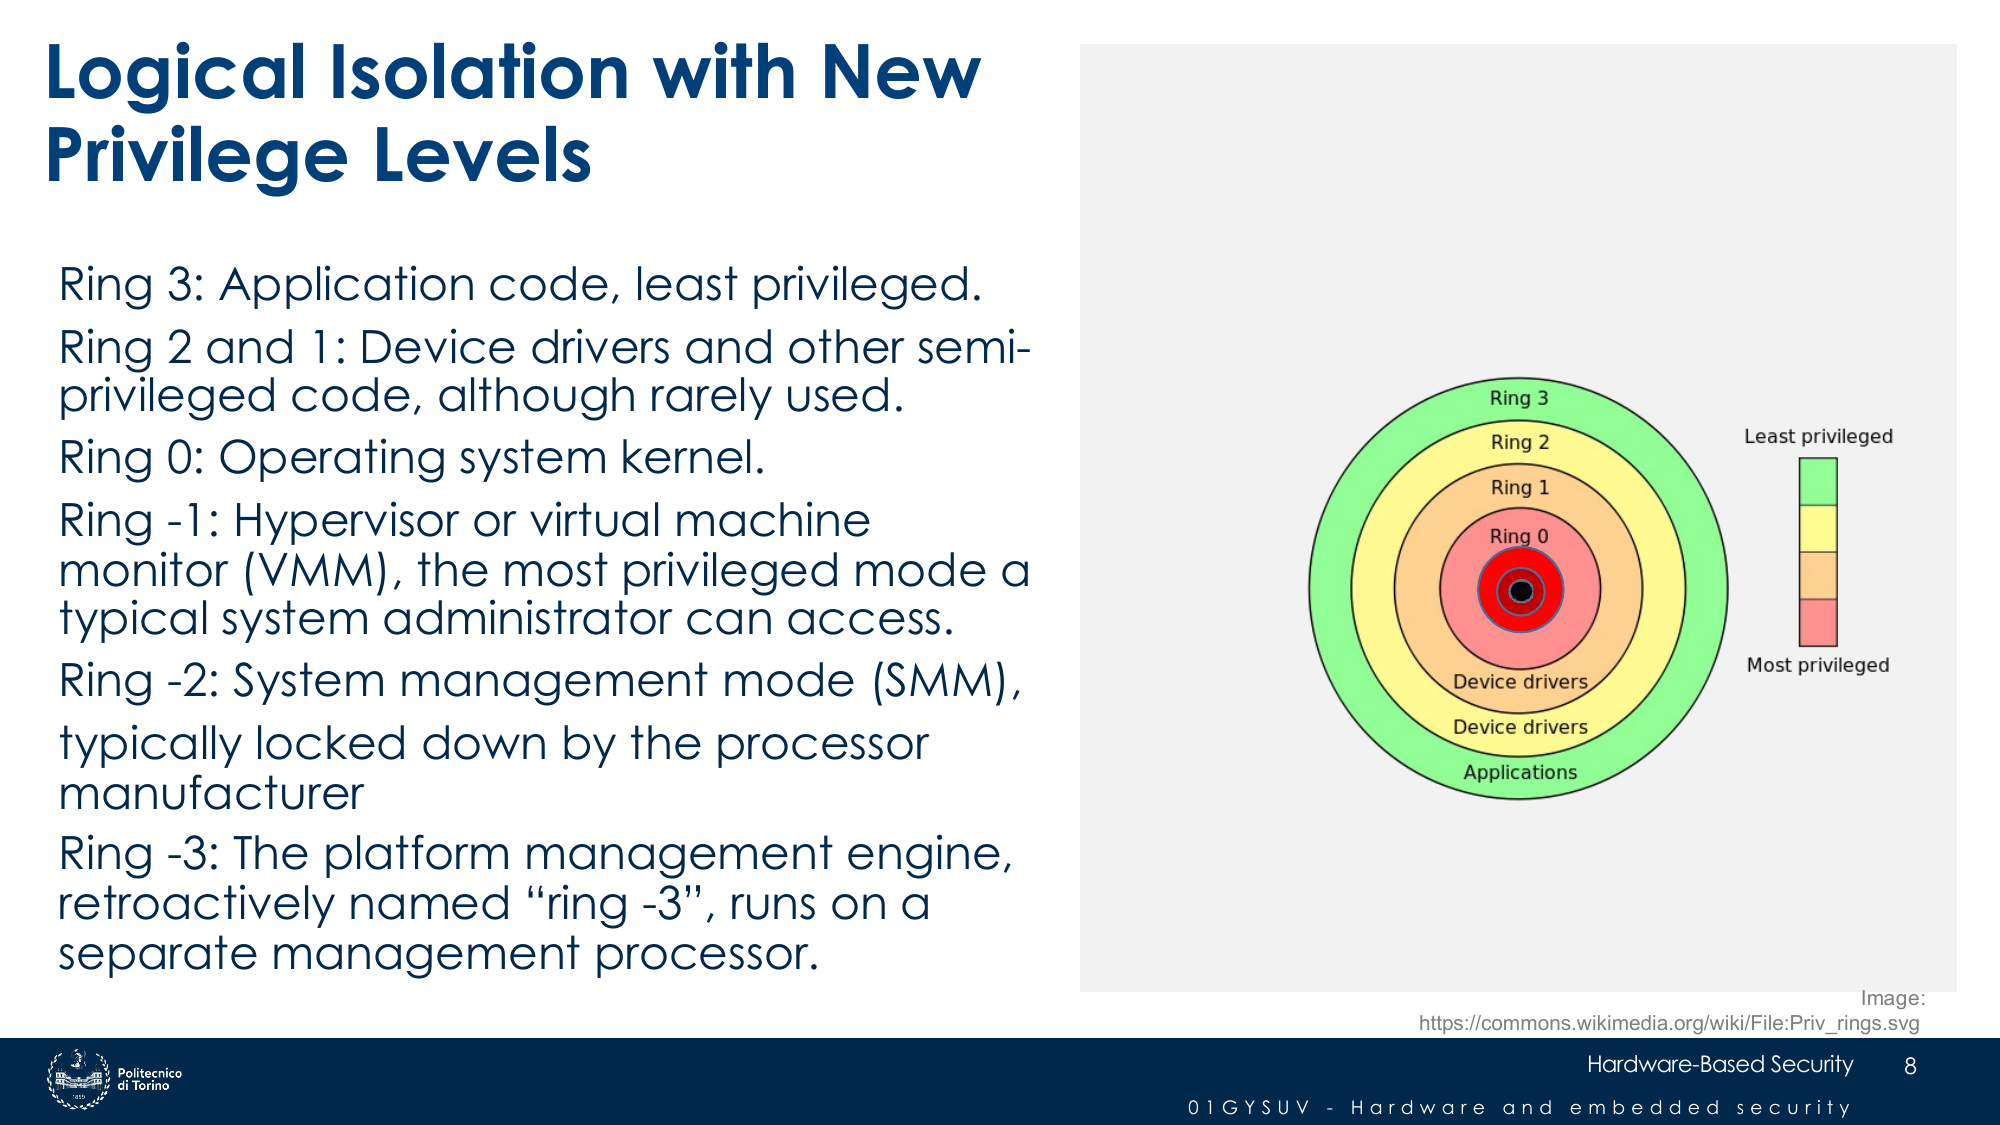 Logical Isolation with New
Privilege Levels
Ring 3: Application code, least privileged.
Ring 2 and 1: Device drivers and other semi-
privileged code, although rarely used.
Ring 0: Operating system kernel.
Ring -1: Hypervisor or virtual machine
monitor (VMM), the most privileged mode a
typical system administrator can access.
Ring -2: System management mode (SMM),
typically locked down by the processor
manufacturer
Ring -3: The platform management engine,
retroactively named “ring -3”, runs on a
separate management processor.
Ring 3
Ring 2
Ring 1
Ring 0
Device drivers
Device drivers
Applications
Least privileged
Most privileged
Image:
https://commons.wikimedia.org/wiki/File:Priv_rings.svg
Politecnico
di Torino
1859
Hardware-Based Security
8
01GYSUV - Hardware and embedded security